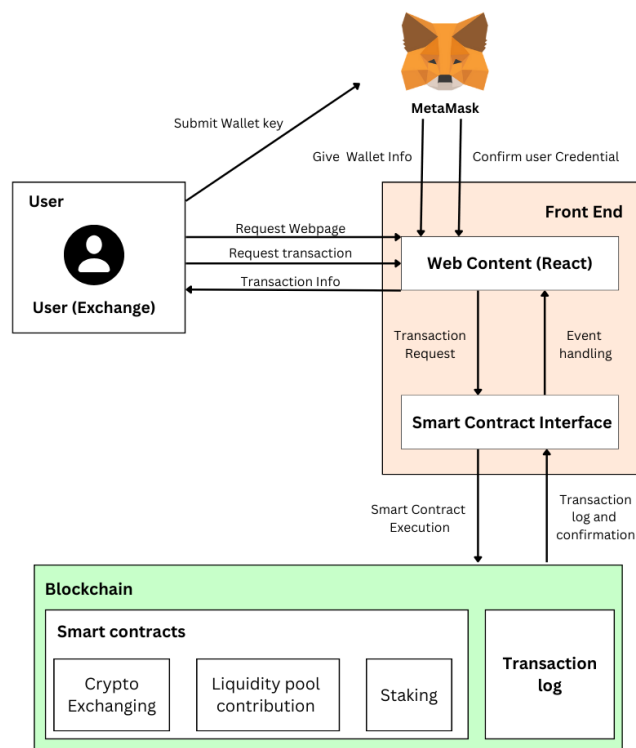 MetaMask
Submit Wallet key
Give Wallet Info
Confirm user Credential
User
User (Exchange)
Request Webpage
Request transaction
Transaction Info
Front End
Web Content (React)
Transaction
Request
Event
handling
Smart Contract Interface
Smart Contract
Execution
Transaction
log and
confirmation
Blockchain
Smart contracts
Crypto
Exchanging
Liquidity pool
contribution
Staking
Transaction
log